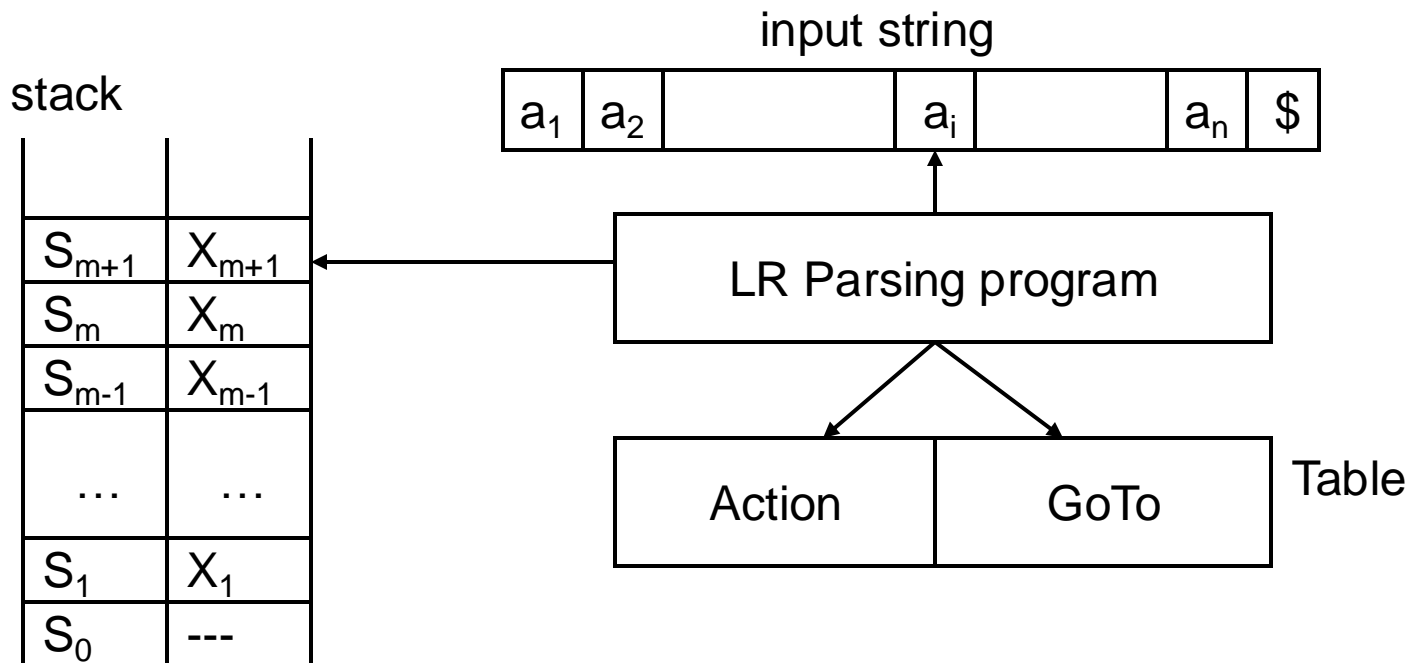 input string
stack
a₁ a₂ aᵢ aₙ $
Sₘ₊₁ Xₘ₊₁
LR Parsing program
Sₘ Xₘ
Sₘ₋₁ Xₘ₋₁
Action GoTo Table
... ...
S₁ X₁
S₀ ---